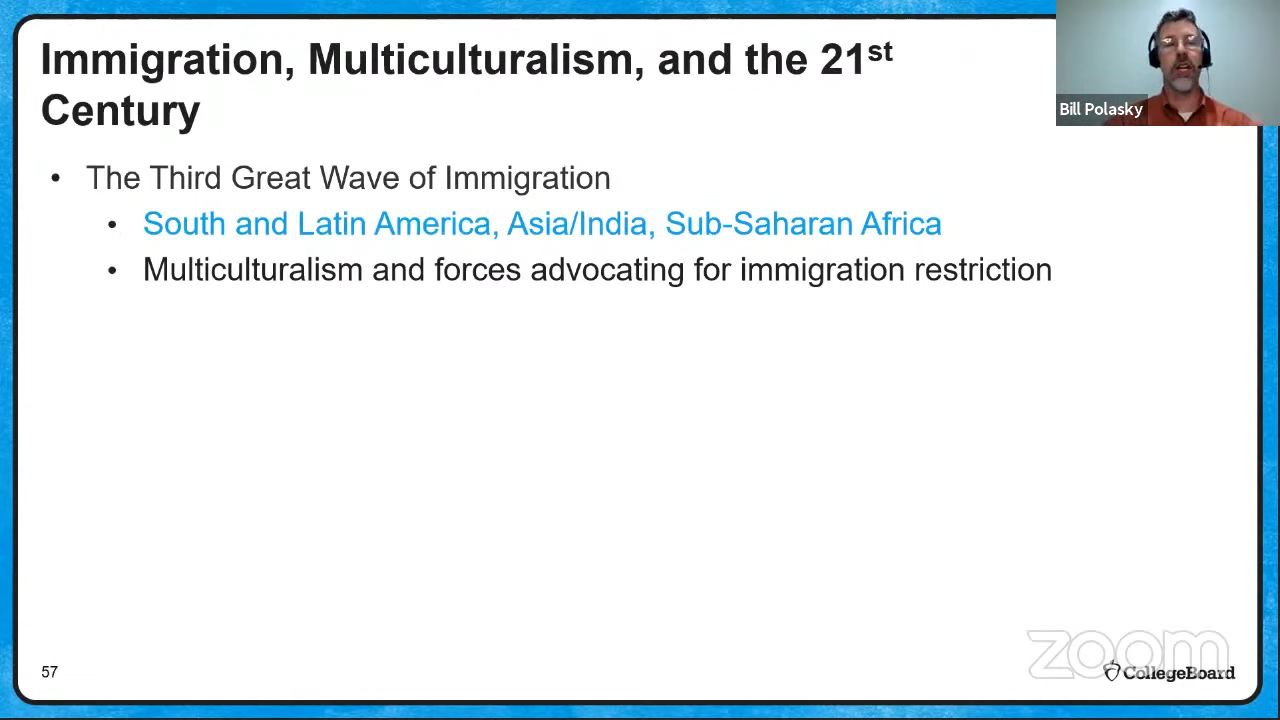 Immigration, Multiculturalism, and the 21st
Century
Bill Polasky
• The Third Great Wave of Immigration
• South and Latin America, Asia/India, Sub-Saharan Africa
• Multiculturalism and forces advocating for immigration restriction
zoom
57
CollegeBoard